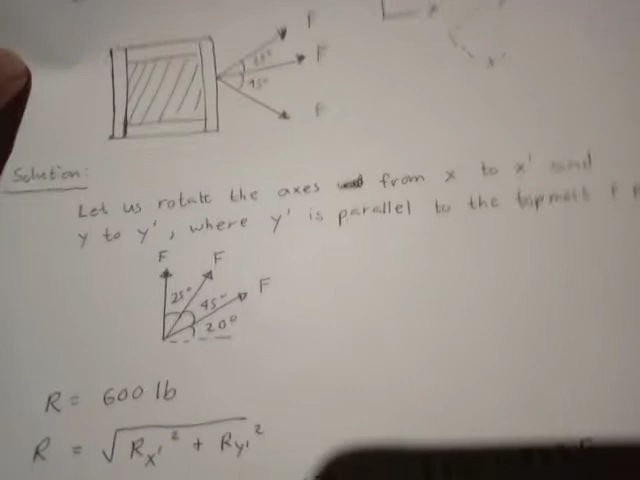 F
F
45°
F
Solution:
Let us rotate the axes from x to x' and
y to y', where y' is parallel to the topmost F
F
F
25°
45°
F
20°
R = 600 lb
R = √Rx'² + Ry'²